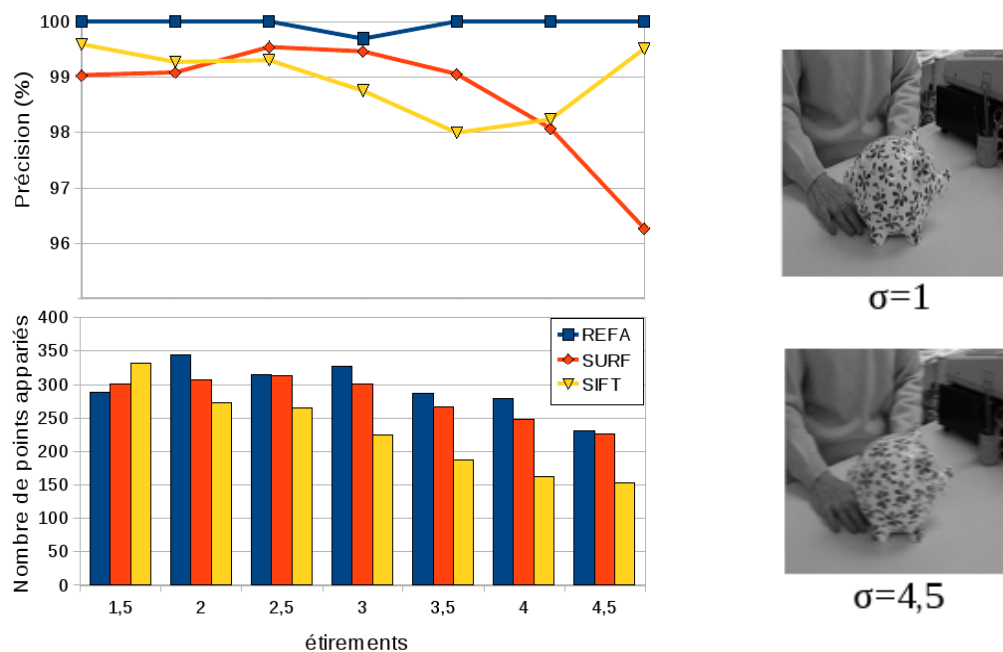 Précision (%)
100
99
98
97
96
Nombre de points appariés
400
350
300
250
200
150
100
50
0
REFA
SURF
SIFT
1,5 2 2,5 3 3,5 4 4,5
étirements
σ=1
σ=4,5